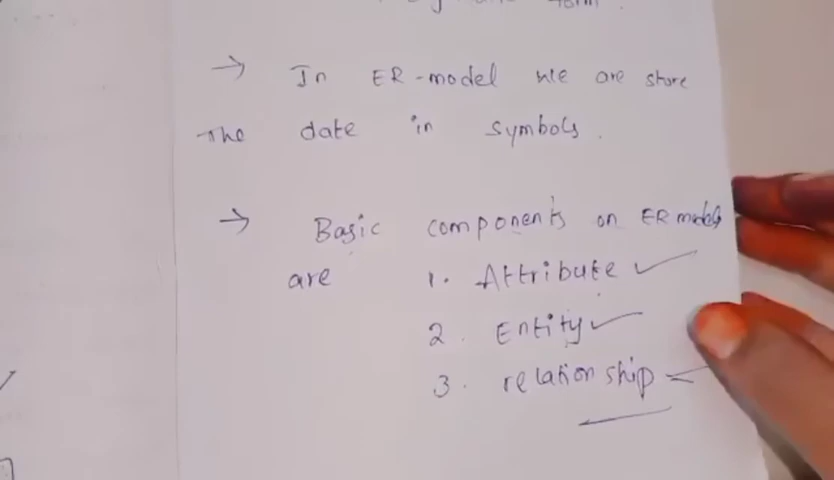 → In ER-model we are store
the date in symbols.
→ Basic components on ER models
are 1. Attribute ✓
2. Entity ✓
3. relationship